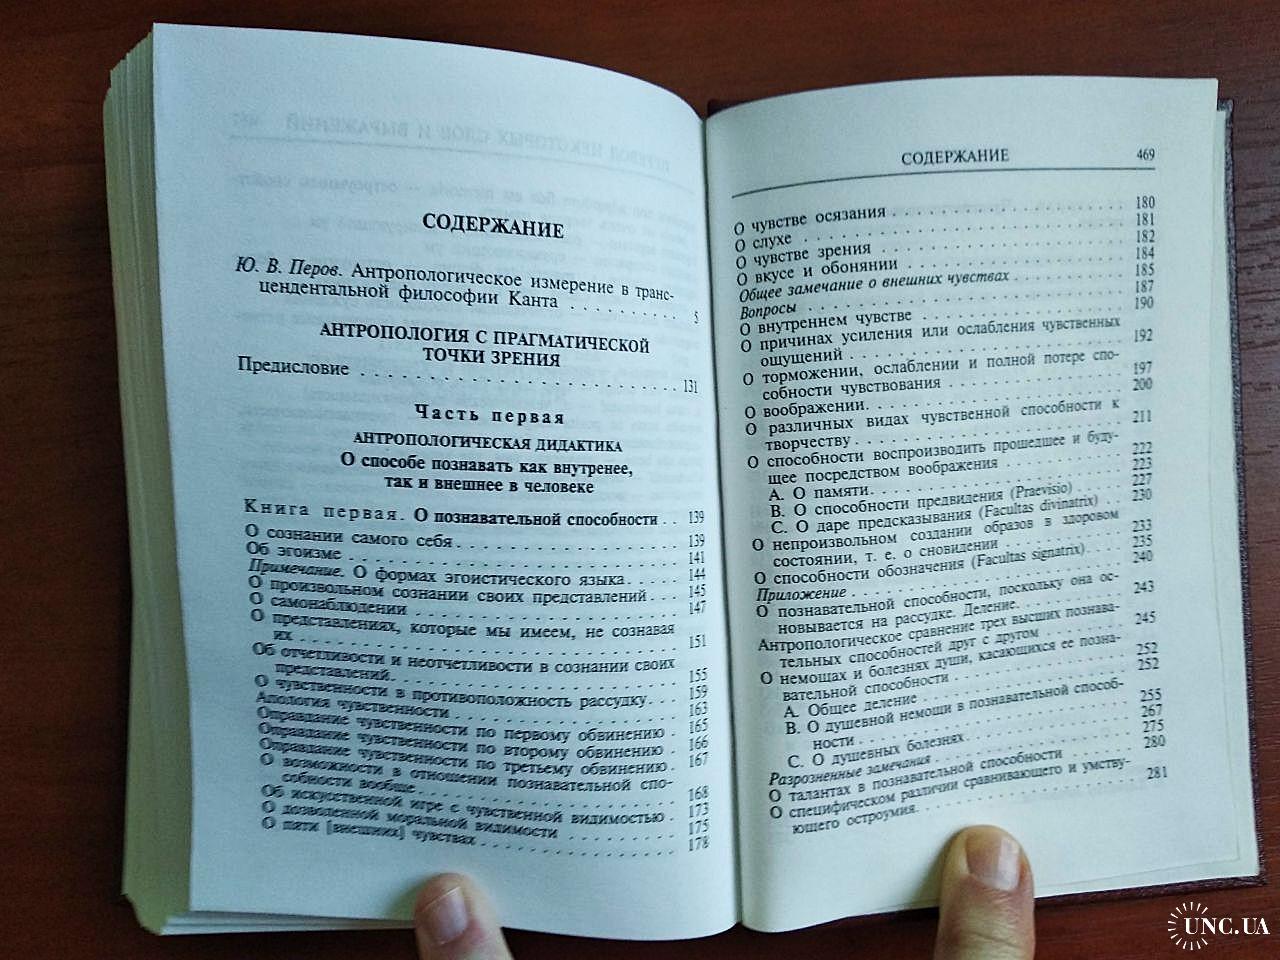 СОДЕРЖАНИЕ
Ю. В. Перов. Антропологическое измерение в транс-
цендентальной философии Канта . . . . . . . . . . 5
АНТРОПОЛОГИЯ С ПРАГМАТИЧЕСКОЙ
ТОЧКИ ЗРЕНИЯ
Предисловие . . . . . . . . . . . . . . . . . . . . . . . 131
Часть первая
АНТРОПОЛОГИЧЕСКАЯ ДИДАКТИКА
О способе познавать как внутренее,
так и внешнее в человеке
Книга первая. О познавательной способности . . 139
О сознании самого себя . . . . . . . . . . . . . . . . 139
Об эгоизме . . . . . . . . . . . . . . . . . . . . . . . 141
Примечание. О формах эгоистического языка. . . . . 144
О произвольном сознании своих представлений . . . 145
О самонаблюдении . . . . . . . . . . . . . . . . . . . 147
О представлениях, которые мы имеем, не сознавая
их . . . . . . . . . . . . . . . . . . . . . . . . . . . 151
Об отчетливости и неотчетливости в сознании своих
представлений. . . . . . . . . . . . . . . . . . . . . 155
О чувственности в противоположность рассудку. . . 159
Апология чувственности . . . . . . . . . . . . . . . . 163
Оправдание чувственности по первому обвинению . 165
Оправдание чувственности по второму обвинению . 166
Оправдание чувственности по третьему обвинению . 167
О возможности в отношении познавательной спо-
собности вообще. . . . . . . . . . . . . . . . . . . . 168
Об искусственной игре с чувственной видимостью . 173
О дозволенной моральной видимости . . . . . . . . 175
О пяти [внешних] чувствах . . . . . . . . . . . . . . 178
СОДЕРЖАНИЕ 469
О чувстве осязания . . . . . . . . . . . . . . . . . . 180
О слухе . . . . . . . . . . . . . . . . . . . . . . . . . 181
О чувстве зрения . . . . . . . . . . . . . . . . . . . . 182
О вкусе и обонянии . . . . . . . . . . . . . . . . . . 184
Общее замечание о внешних чувствах . . . . . . . . 185
Вопросы . . . . . . . . . . . . . . . . . . . . . . . . . 187
О внутреннем чувстве . . . . . . . . . . . . . . . . . 190
О причинах усиления или ослабления чувственных
ощущений . . . . . . . . . . . . . . . . . . . . . . . 192
О торможении, ослаблении и полной потере спо-
собности чувствования . . . . . . . . . . . . . . . . 197
О воображении. . . . . . . . . . . . . . . . . . . . . 200
О различных видах чувственной способности к
творчеству . . . . . . . . . . . . . . . . . . . . . . . 211
О способности воспроизводить прошедшее и буду-
щее посредством воображения . . . . . . . . . . . . 222
А. О памяти. . . . . . . . . . . . . . . . . . . . . . 223
В. О способности предвидения (Praevisio) . . . . . 227
С. О даре предсказывания (Facultas divinatrix) . . 230
О непроизвольном создании образов в здоровом
состоянии, т. е. о сновидении . . . . . . . . . . . . 233
О способности обозначения (Facultas signatrix). . . . 235
Приложение . . . . . . . . . . . . . . . . . . . . . . . 240
О познавательной способности, поскольку она ос-
новывается на рассудке. Деление. . . . . . . . . . . 243
Антропологическое сравнение трех высших познава-
тельных способностей друг с другом . . . . . . . . 245
О немощах и болезнях души, касающихся ее позна-
вательной способности . . . . . . . . . . . . . . . . 252
А. Общее деление . . . . . . . . . . . . . . . . . . 252
В. О душевной немощи в познавательной способ-
ности . . . . . . . . . . . . . . . . . . . . . . . . . 255
С. О душевных болезнях. . . . . . . . . . . . . . . 267
Разрозненные замечания . . . . . . . . . . . . . . . . 275
О талантах в познавательной способности 280
О специфическом различии сравнивающего и умству-
ющего остроумия. . . . . . . . . . . . . . . . . . . . 281
UNC.UA